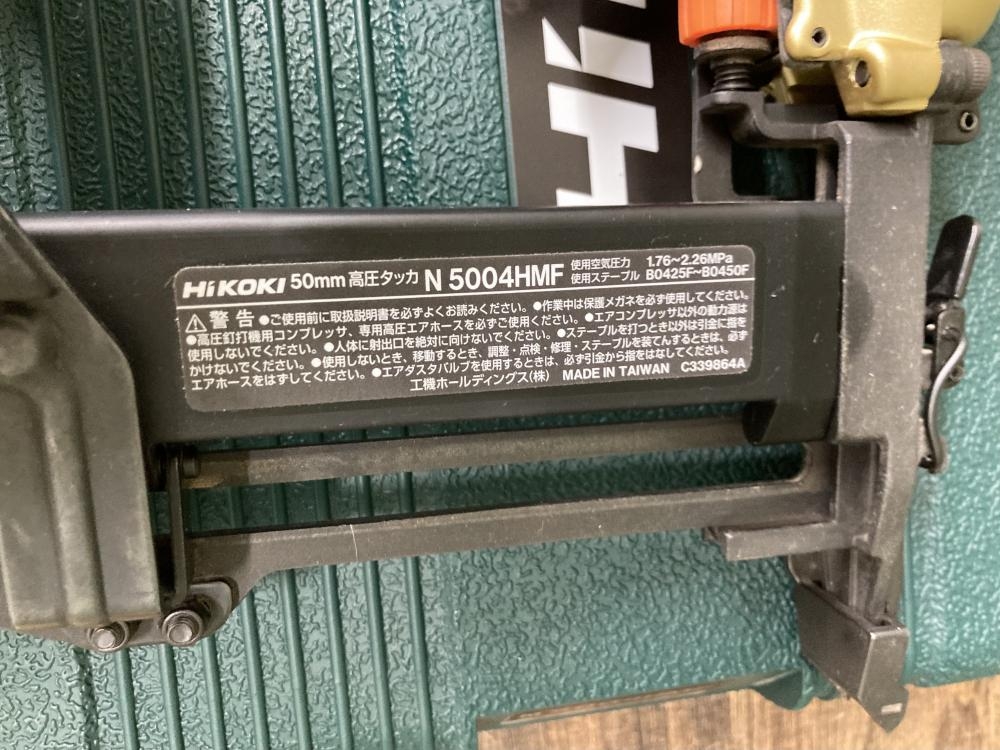 HiKOKI 50mm 高圧タッカ N 5004HMF 使用空気圧力 1.76~2.26MPa
使用ステープル B0425F~B0450F
⚠警告 ●ご使用前に取扱説明書を必ずよくお読みください。●作業中は保護メガネを必ず使用してください。
●高圧釘打機用コンプレッサ、専用高圧エアホースを必ずご使用ください。●エアコンプレッサ以外の動力源は
使用しないでください。●人体に射出口を絶対に向けないでください。●ステープルを打つとき以外は引金に指を
かけないでください。●使用しないとき、移動するとき、調整・点検・修理・ステープルを装てんするときは、必ず
エアホースをはずしてください。●エアダスタバルブを使用するときは、必ず引金から指をはなしてください。
工機ホールディングス(株) MADE IN TAIWAN C339864A